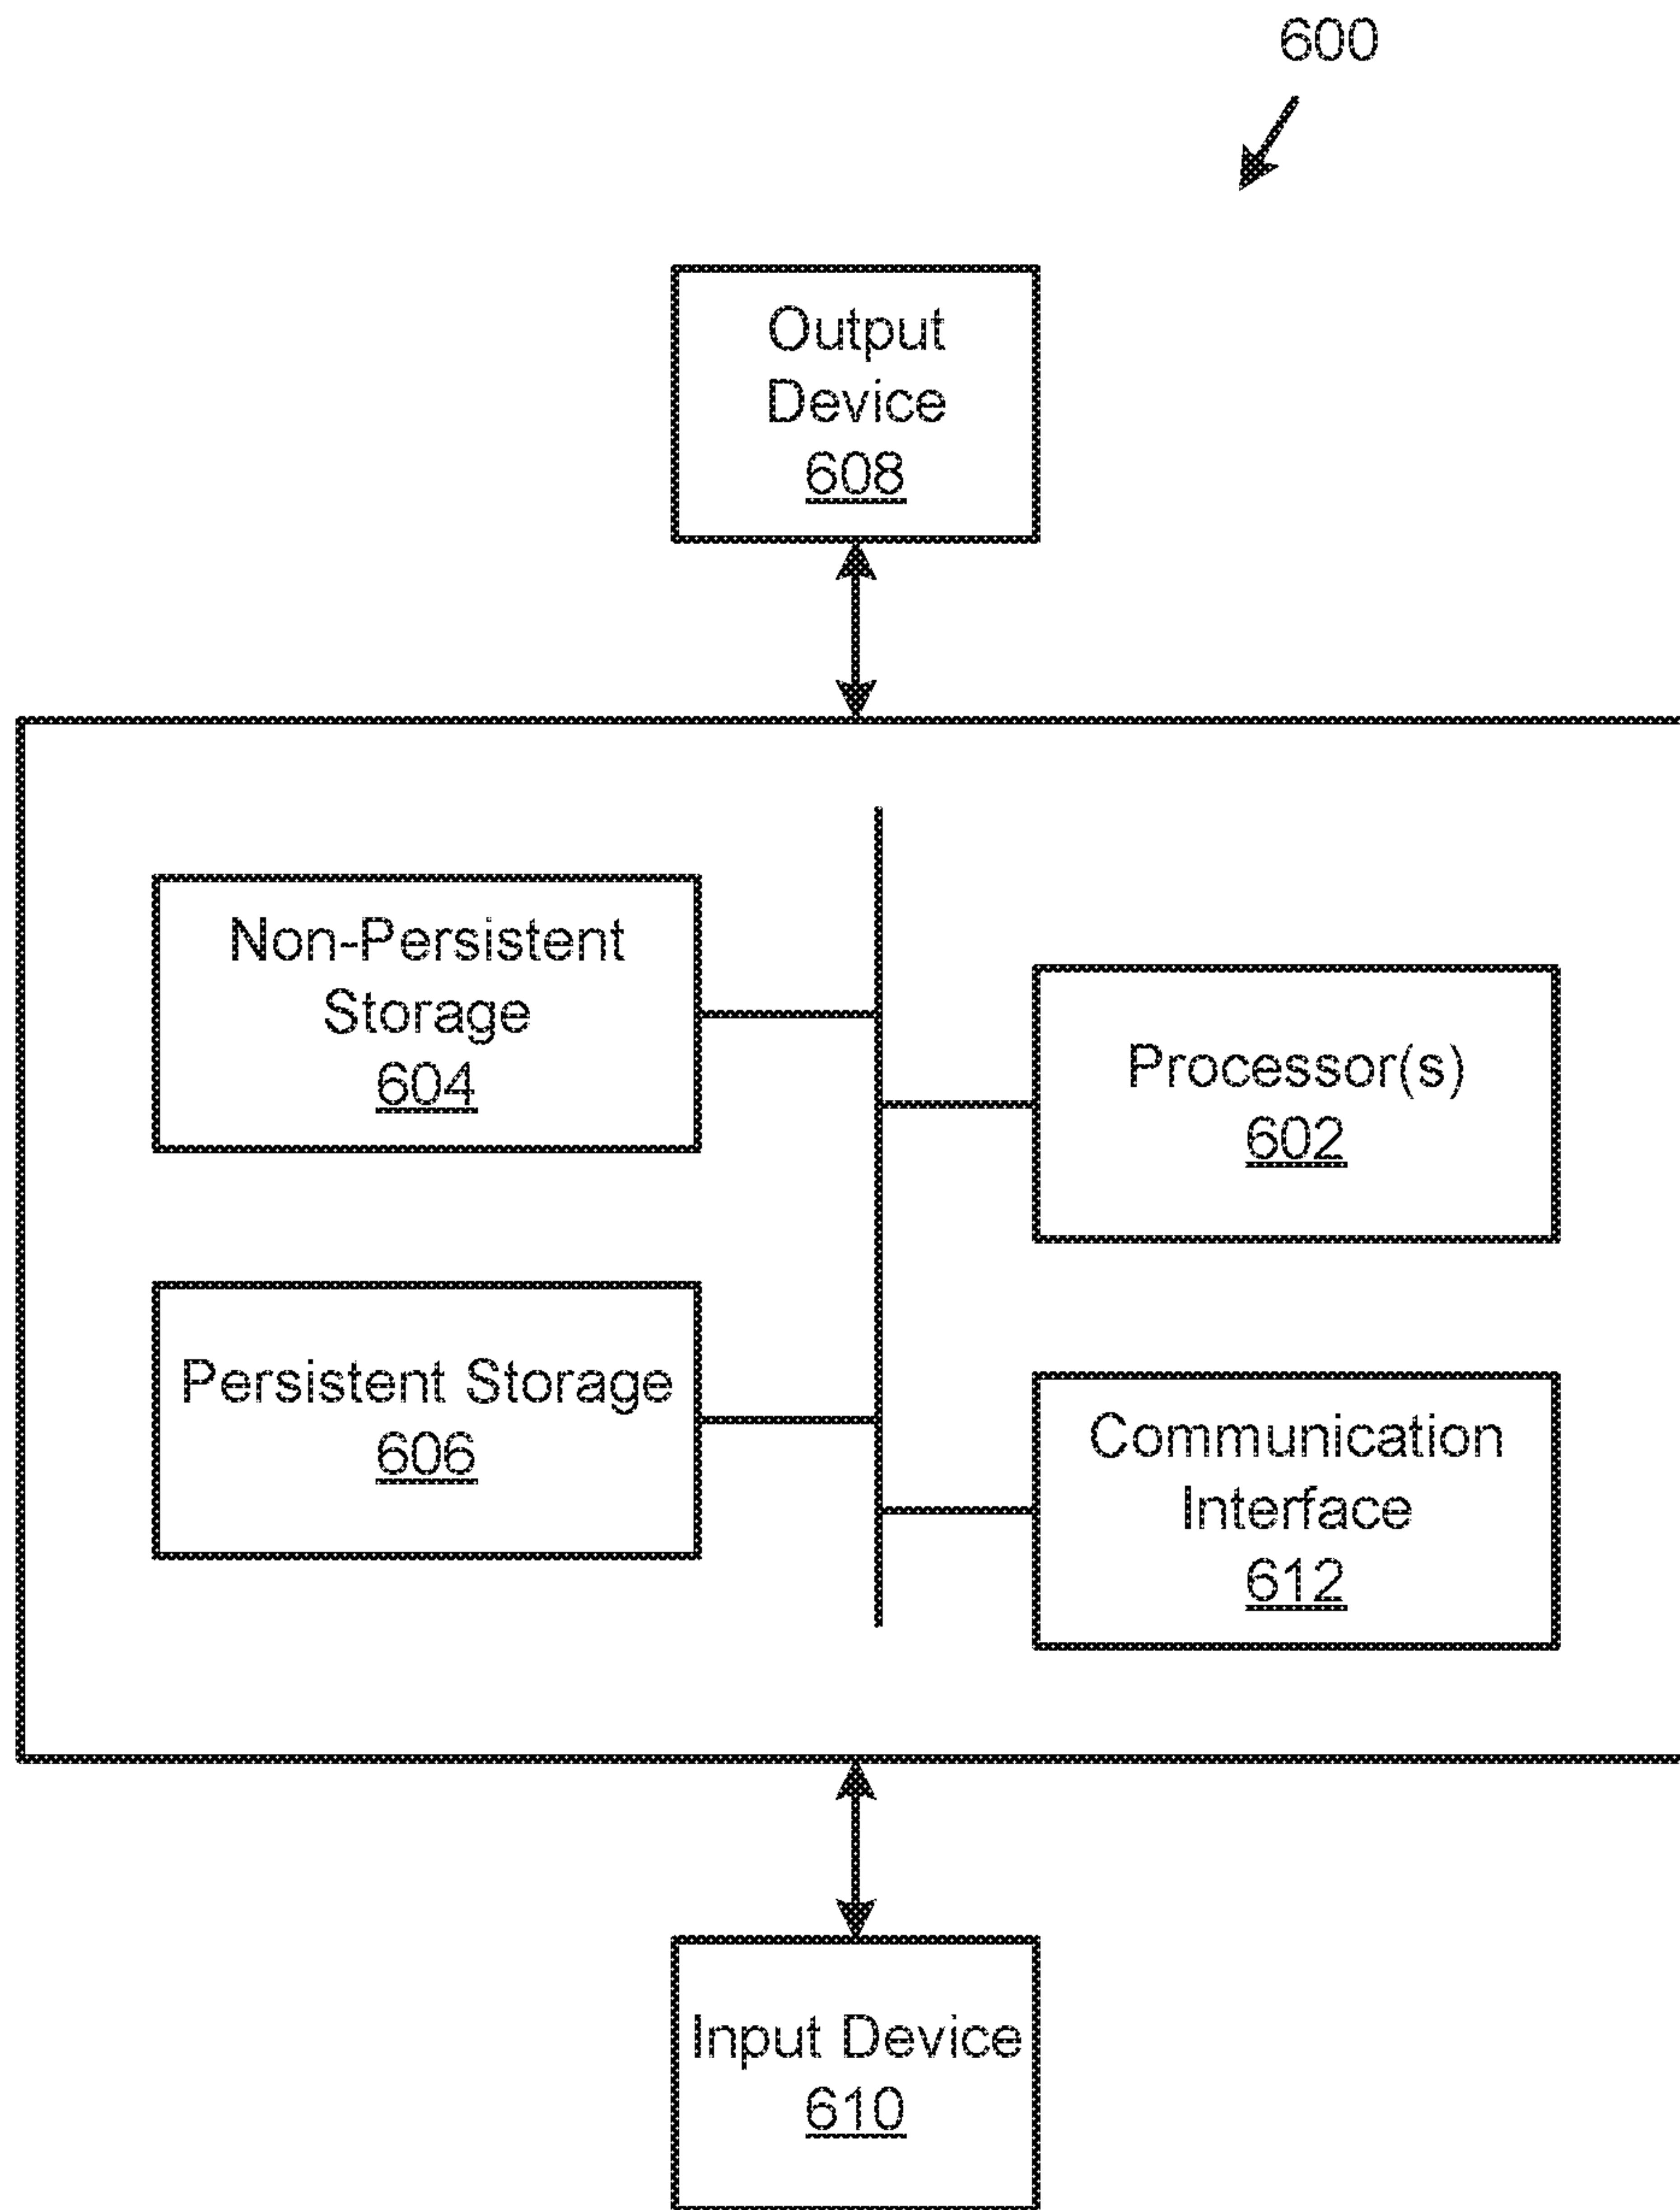 600
Output
Device
608
Non-Persistent
Storage
604
Processor(s)
602
Persistent Storage
606
Communication
Interface
612
Input Device
610